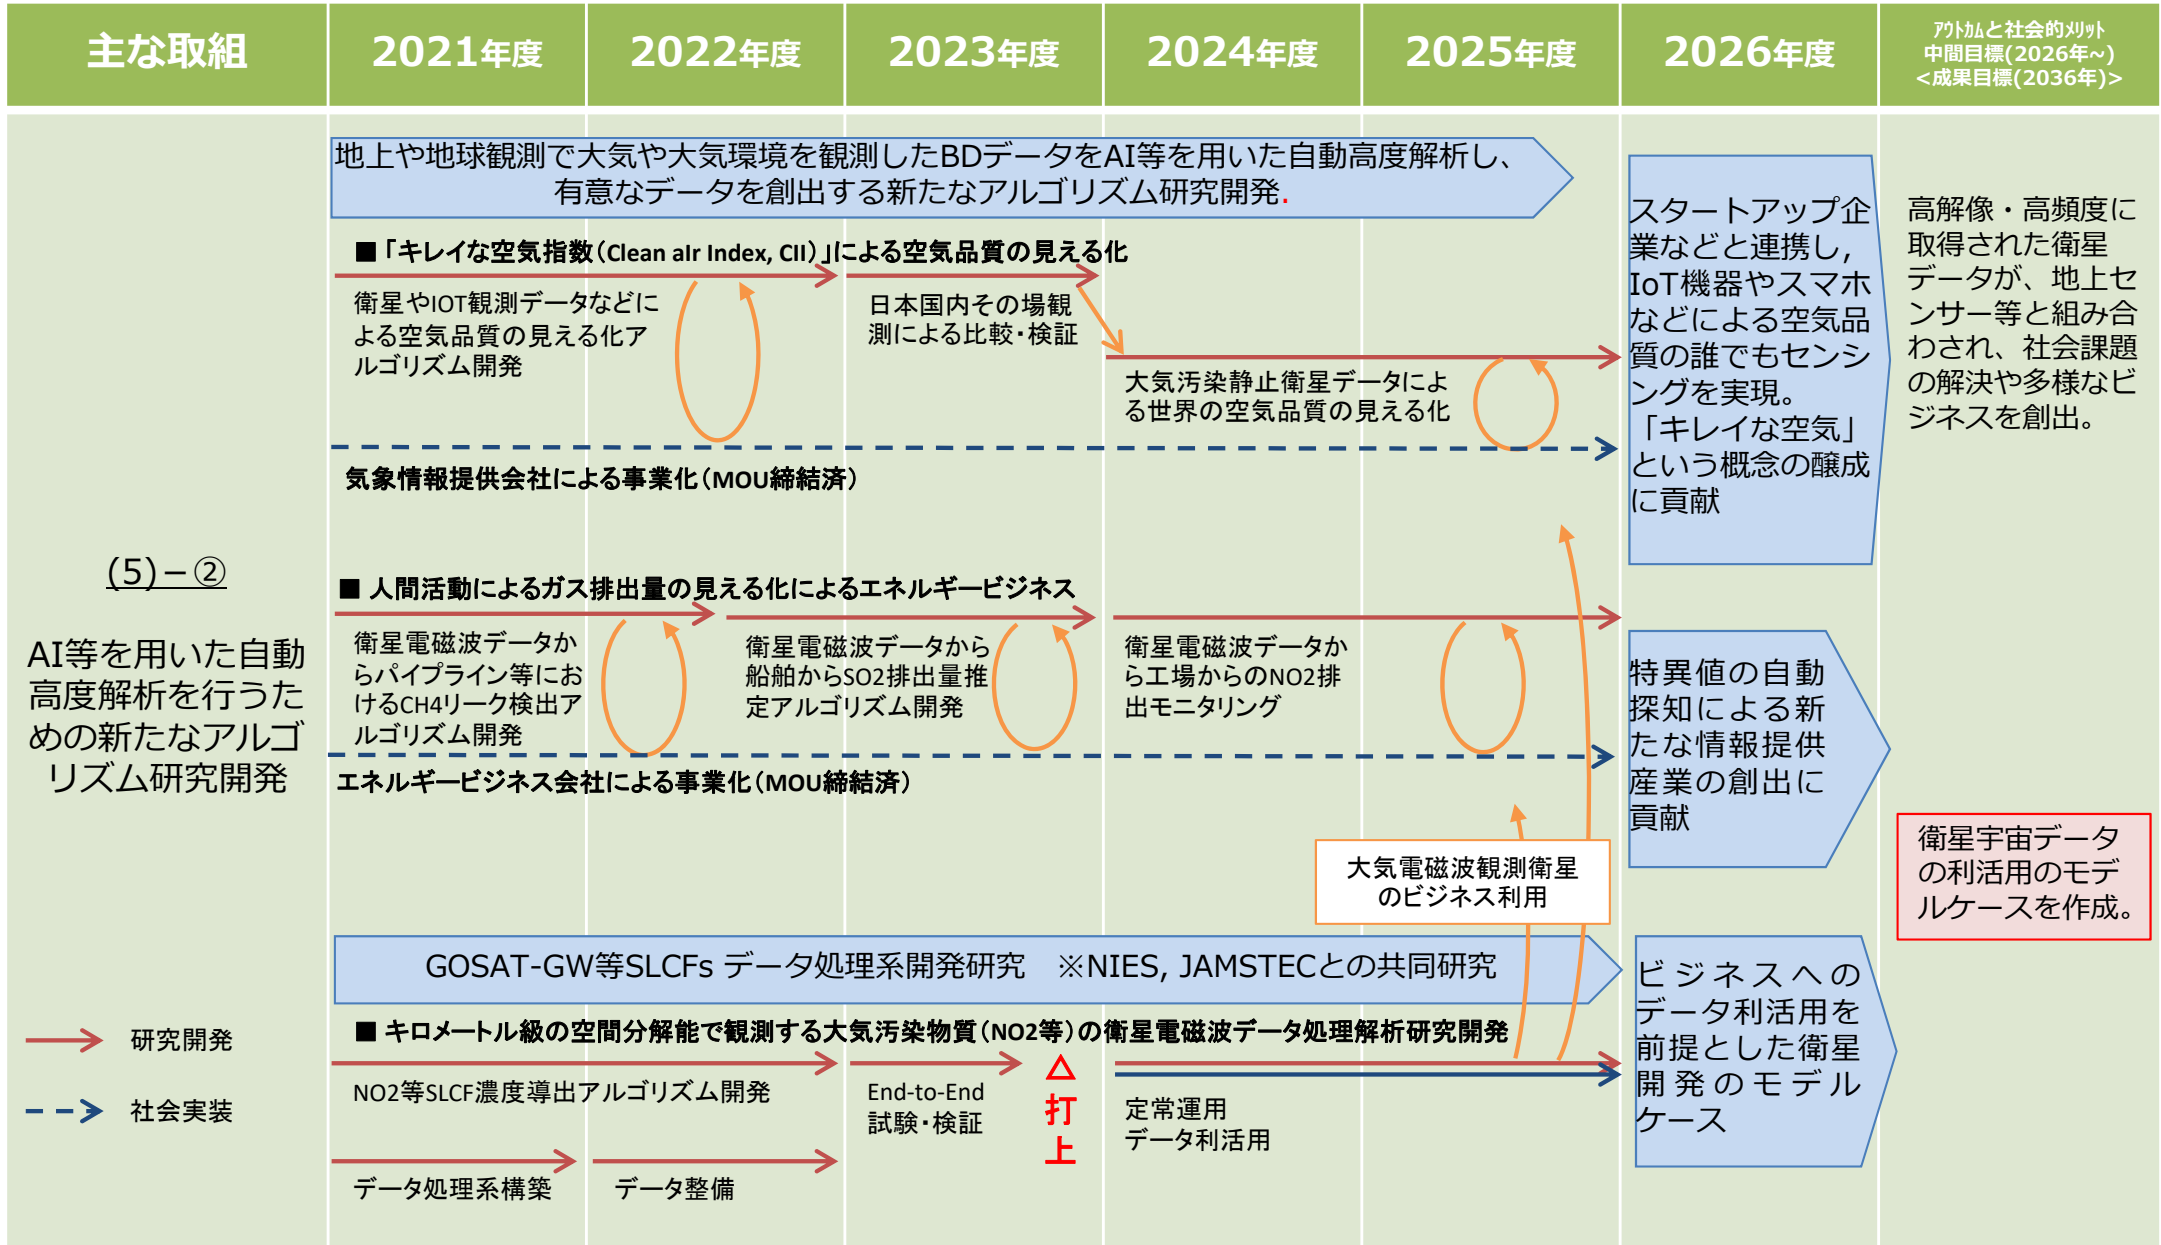 主な取組
2021年度
2022年度
2023年度
2024年度
2025年度
2026年度
ｱｳﾄｶﾑと社会的ﾒﾘｯﾄ
中間目標(2026年~)
<成果目標(2036年)>
(5)－②
AI等を用いた自動
高度解析を行うた
めの新たなアルゴ
リズム研究開発
研究開発
社会実装
地上や地球観測で大気や大気環境を観測したBDデータをAI等を用いた自動高度解析し、
有意なデータを創出する新たなアルゴリズム研究開発.
■「キレイな空気指数（Clean aIr Index, CII）」による空気品質の見える化
衛星やIOT観測データなどに
よる空気品質の見える化ア
ルゴリズム開発
日本国内その場観
測による比較・検証
大気汚染静止衛星データによ
る世界の空気品質の見える化
気象情報提供会社による事業化（MOU締結済）
■ 人間活動によるガス排出量の見える化によるエネルギービジネス
衛星電磁波データか
らパイプライン等にお
けるCH4リーク検出ア
ルゴリズム開発
衛星電磁波データから
船舶からSO2排出量推
定アルゴリズム開発
衛星電磁波データか
ら工場からのNO2排
出モニタリング
エネルギービジネス会社による事業化（MOU締結済）
大気電磁波観測衛星
のビジネス利用
GOSAT-GW等SLCFs データ処理系開発研究　※NIES, JAMSTECとの共同研究
■ キロメートル級の空間分解能で観測する大気汚染物質（NO2等）の衛星電磁波データ処理解析研究開発
NO2等SLCF濃度導出アルゴリズム開発
End-to-End
試験・検証
△
打
上
定常運用
データ利活用
データ処理系構築
データ整備
スタートアップ企
業などと連携し,
IoT機器やスマホ
などによる空気品
質の誰でもセンシ
ングを実現。
「キレイな空気」
という概念の醸成
に貢献
特異値の自動
探知による新
たな情報提供
産業の創出に
貢献
ビジネスへの
データ利活用を
前提とした衛星
開発のモデル
ケース
高解像・高頻度に
取得された衛星
データが、地上セ
ンサー等と組み合
わされ、社会課題
の解決や多様なビ
ジネスを創出。
衛星宇宙データ
の利活用のモデ
ルケースを作成。